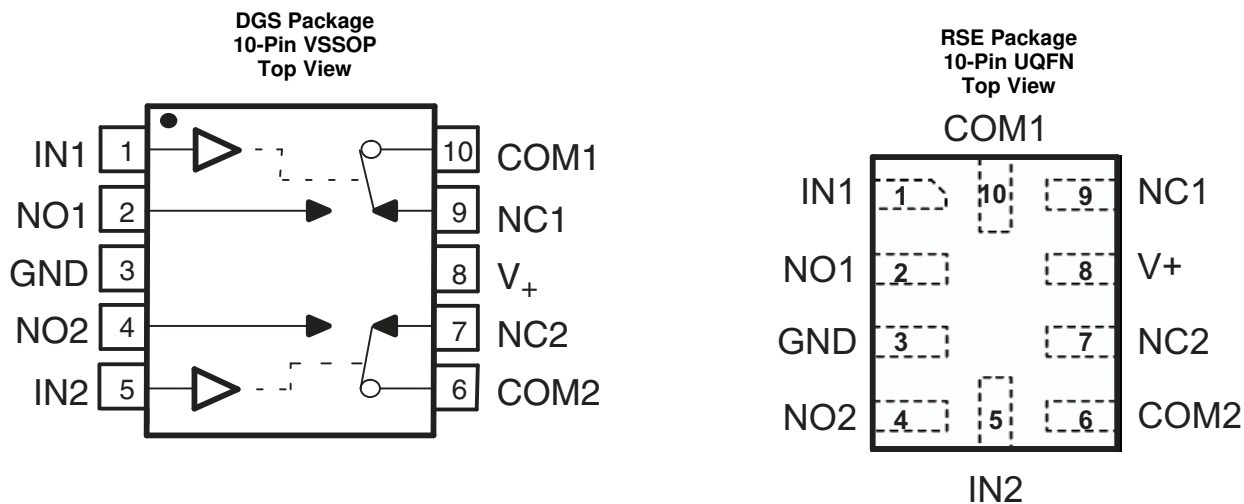 DGS Package
10-Pin VSSOP
Top View
IN1 1
10 COM1
NO1 2
9 NC1
GND 3
8 V+
NO2 4
7 NC2
IN2 5
6 COM2
RSE Package
10-Pin UQFN
Top View
COM1
IN1 1 10 9 NC1
NO1 2 8 V+
GND 3 7 NC2
NO2 4 5 6 COM2
IN2